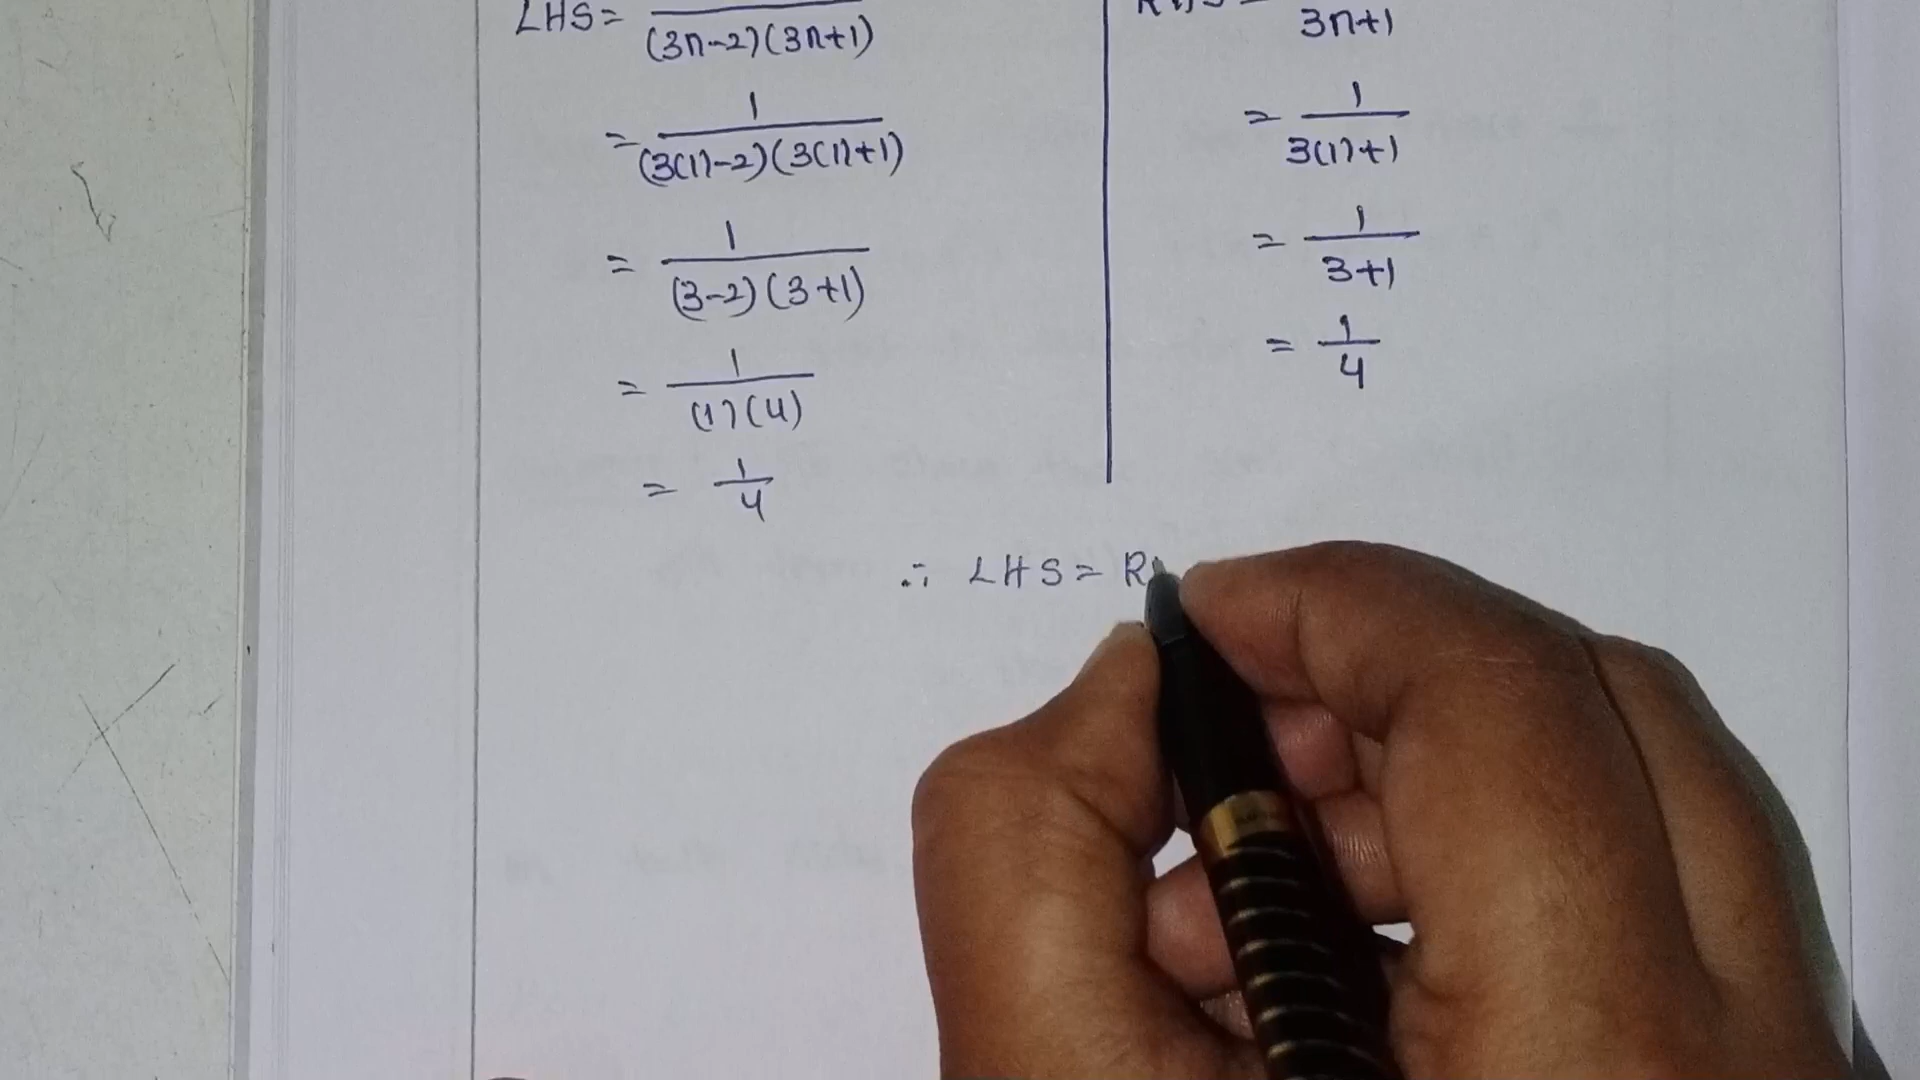 LHS = (3n-2)(3n+1)
= 1/((3(1)-2)(3(1)+1))
= 1/((3-2)(3+1))
= 1/((1)(4))
= 1/4
3n+1
= 1/(3(1)+1)
= 1/(3+1)
= 1/4
∴ LHS = R